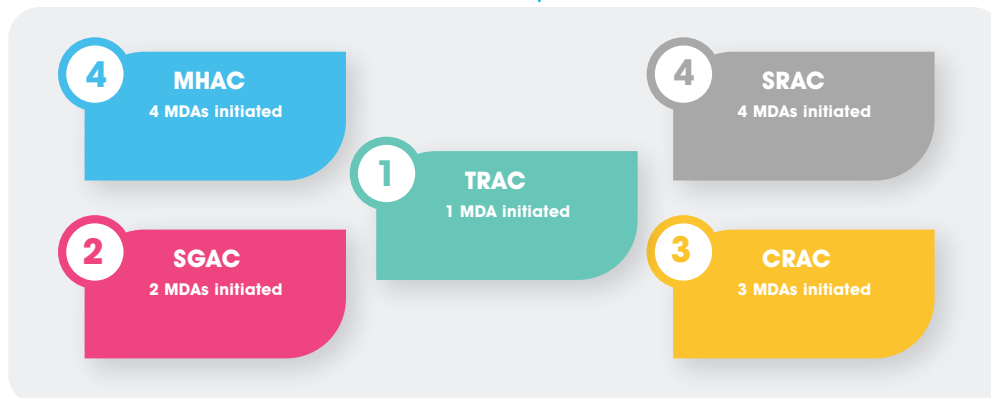 4
MHAC
4 MDAs initiated
4
SRAC
4 MDAs initiated
1
TRAC
1 MDA initiated
2
SGAC
2 MDAs initiated
3
CRAC
3 MDAs initiated